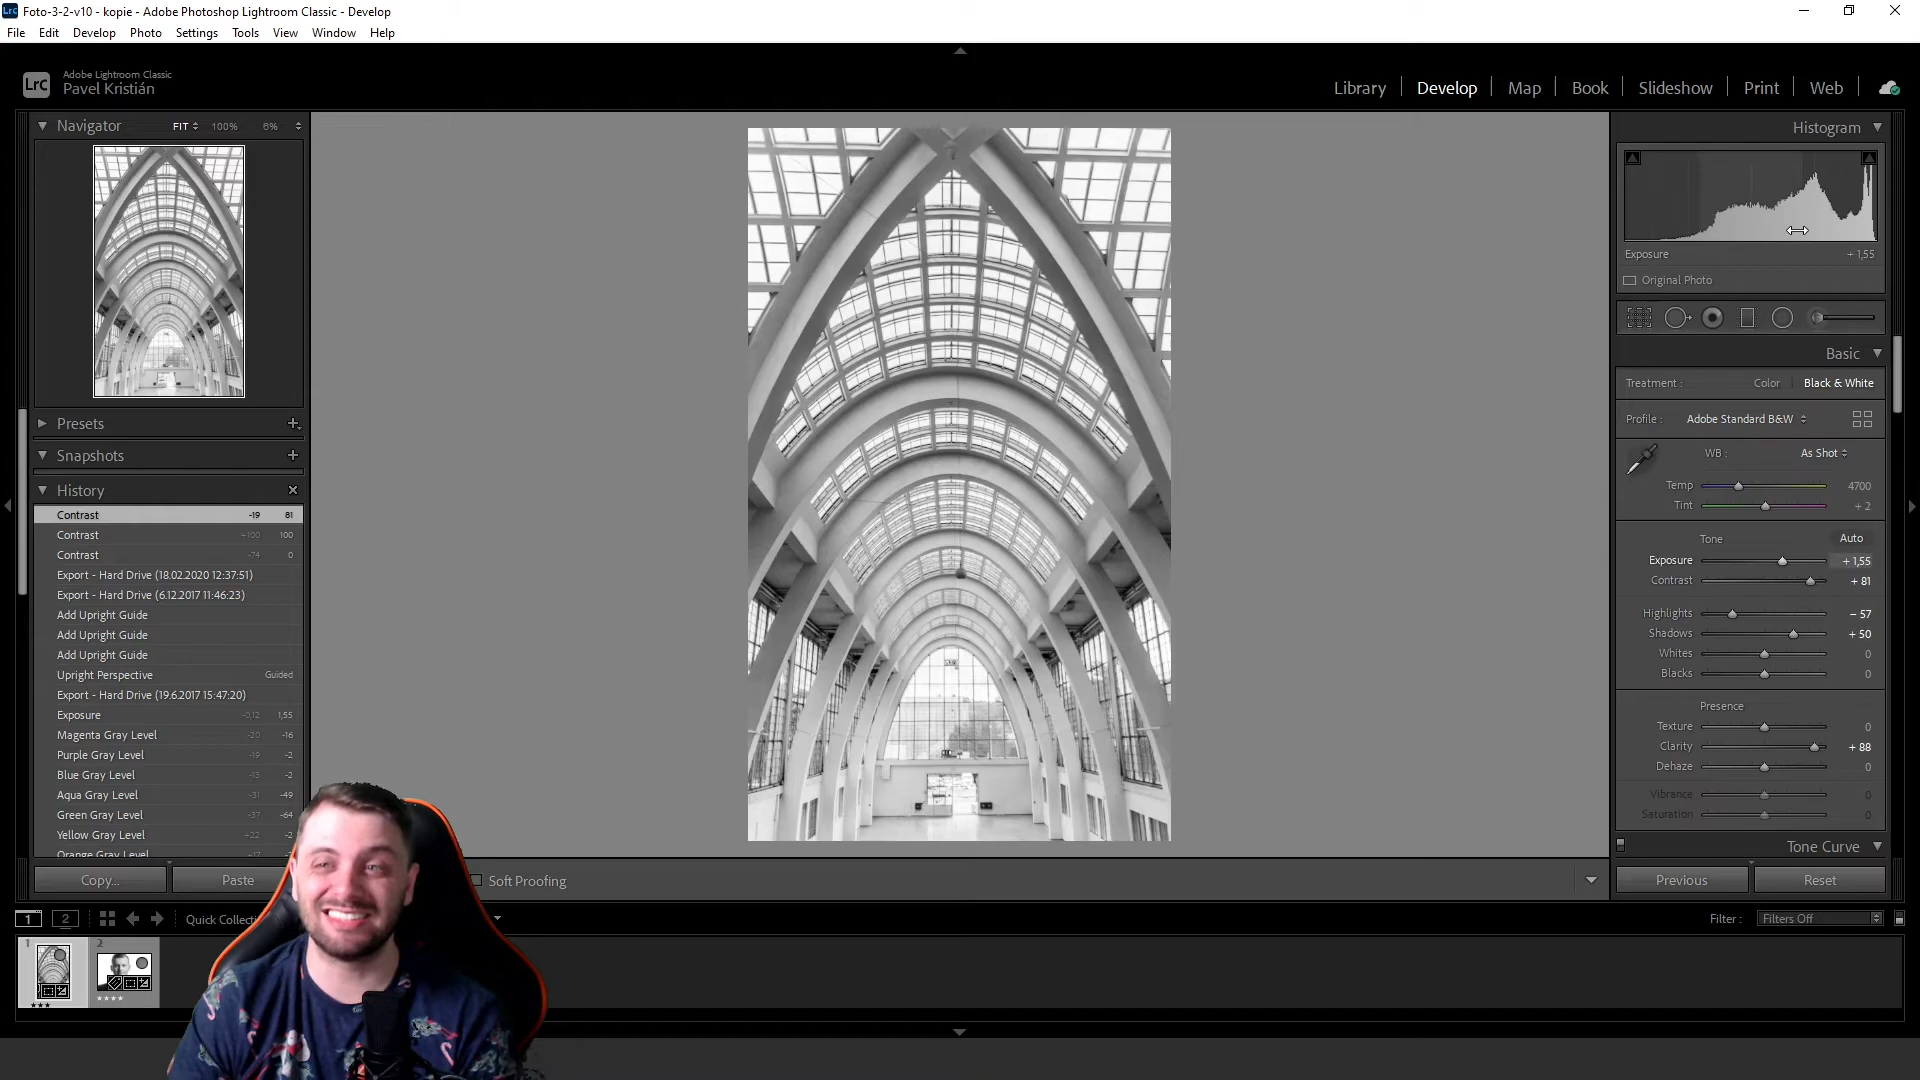 Lrc Foto-3-2-v10 - kopie - Adobe Photoshop Lightroom Classic - Develop
File Edit Develop Photo Settings Tools View Window Help
LrC
Adobe Lightroom Classic
Pavel Kristián
Library Develop Map Book Slideshow Print Web
Navigator FIT 100% 6%
Presets
Snapshots
History
Contrast -19 81
Contrast +100 100
Contrast -74 0
Export - Hard Drive (18.02.2020 12:37:51)
Export - Hard Drive (6.12.2017 11:46:23)
Add Upright Guide
Add Upright Guide
Add Upright Guide
Upright Perspective Guided
Export - Hard Drive (19.6.2017 15:47:20)
Exposure -0,12 1,55
Magenta Gray Level -20 -16
Purple Gray Level -19 -2
Blue Gray Level -13 -2
Aqua Gray Level -31 -49
Green Gray Level -37 -64
Yellow Gray Level +22 -2
Orange Gray Level
Copy... Paste
Soft Proofing
Histogram
Exposure + 1,55
Original Photo
Basic
Treatment : Color Black & White
Profile : Adobe Standard B&W
WB : As Shot
Temp 4700
Tint + 2
Tone Auto
Exposure + 1,55
Contrast + 81
Highlights – 57
Shadows + 50
Whites 0
Blacks 0
Presence
Texture 0
Clarity + 88
Dehaze 0
Vibrance 0
Saturation 0
Tone Curve
Previous Reset
1 2 Quick Collecti
Filter : Filters Off
1 2